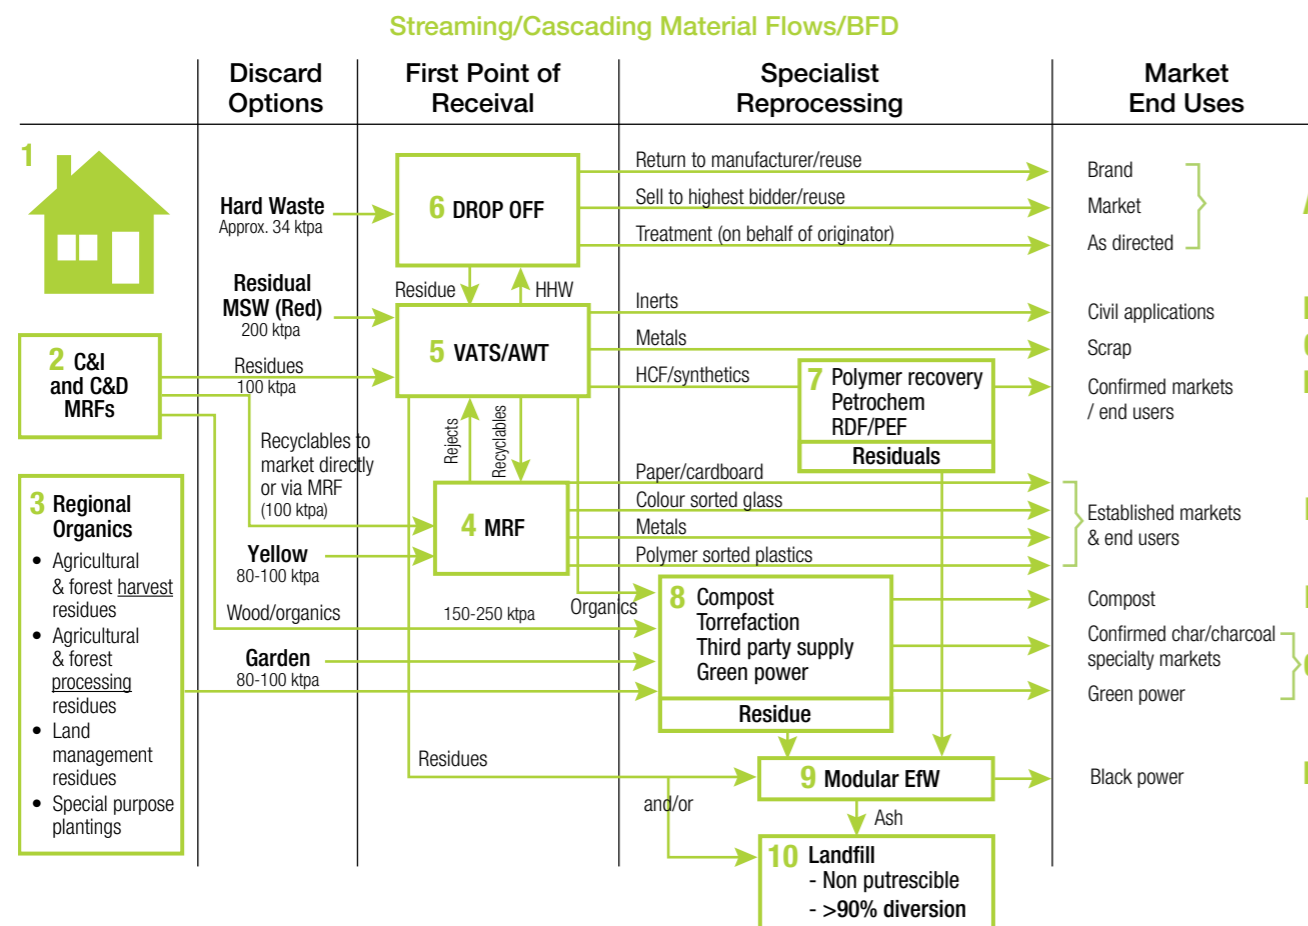 Streaming/Cascading Material Flows/BFD
Discard
Options
First Point of
Receival
Specialist
Reprocessing
Market
End Uses
1
Hard Waste
Approx. 34 ktpa
6 DROP OFF
Return to manufacturer/reuse
Sell to highest bidder/reuse
Treatment (on behalf of originator)
Brand
Market
As directed
Residual
MSW (Red)
200 ktpa
Residue
HHW
2 C&I
and C&D
MRFs
Residues
100 ktpa
5 VATS/AWT
Inerts
Metals
HCF/synthetics
7 Polymer recovery
Petrochem
RDF/PEF
Residuals
Civil applications
Scrap
Confirmed markets
/ end users
Recyclables to
market directly
or via MRF
(100 ktpa)
Rejects
Recyclables
3 Regional
Organics
• Agricultural
& forest harvest
residues
• Agricultural
& forest
processing
residues
• Land
management
residues
• Special purpose
plantings
4 MRF
Paper/cardboard
Colour sorted glass
Metals
Polymer sorted plastics
Established markets
& end users
Yellow
80-100 ktpa
Wood/organics
150-250 ktpa
Organics
Garden
80-100 ktpa
8 Compost
Torrefaction
Third party supply
Green power
Residue
Compost
Confirmed char/charcoal
specialty markets
Green power
Residues
9 Modular EfW
Black power
and/or
Ash
10 Landfill
- Non putrescible
- >90% diversion